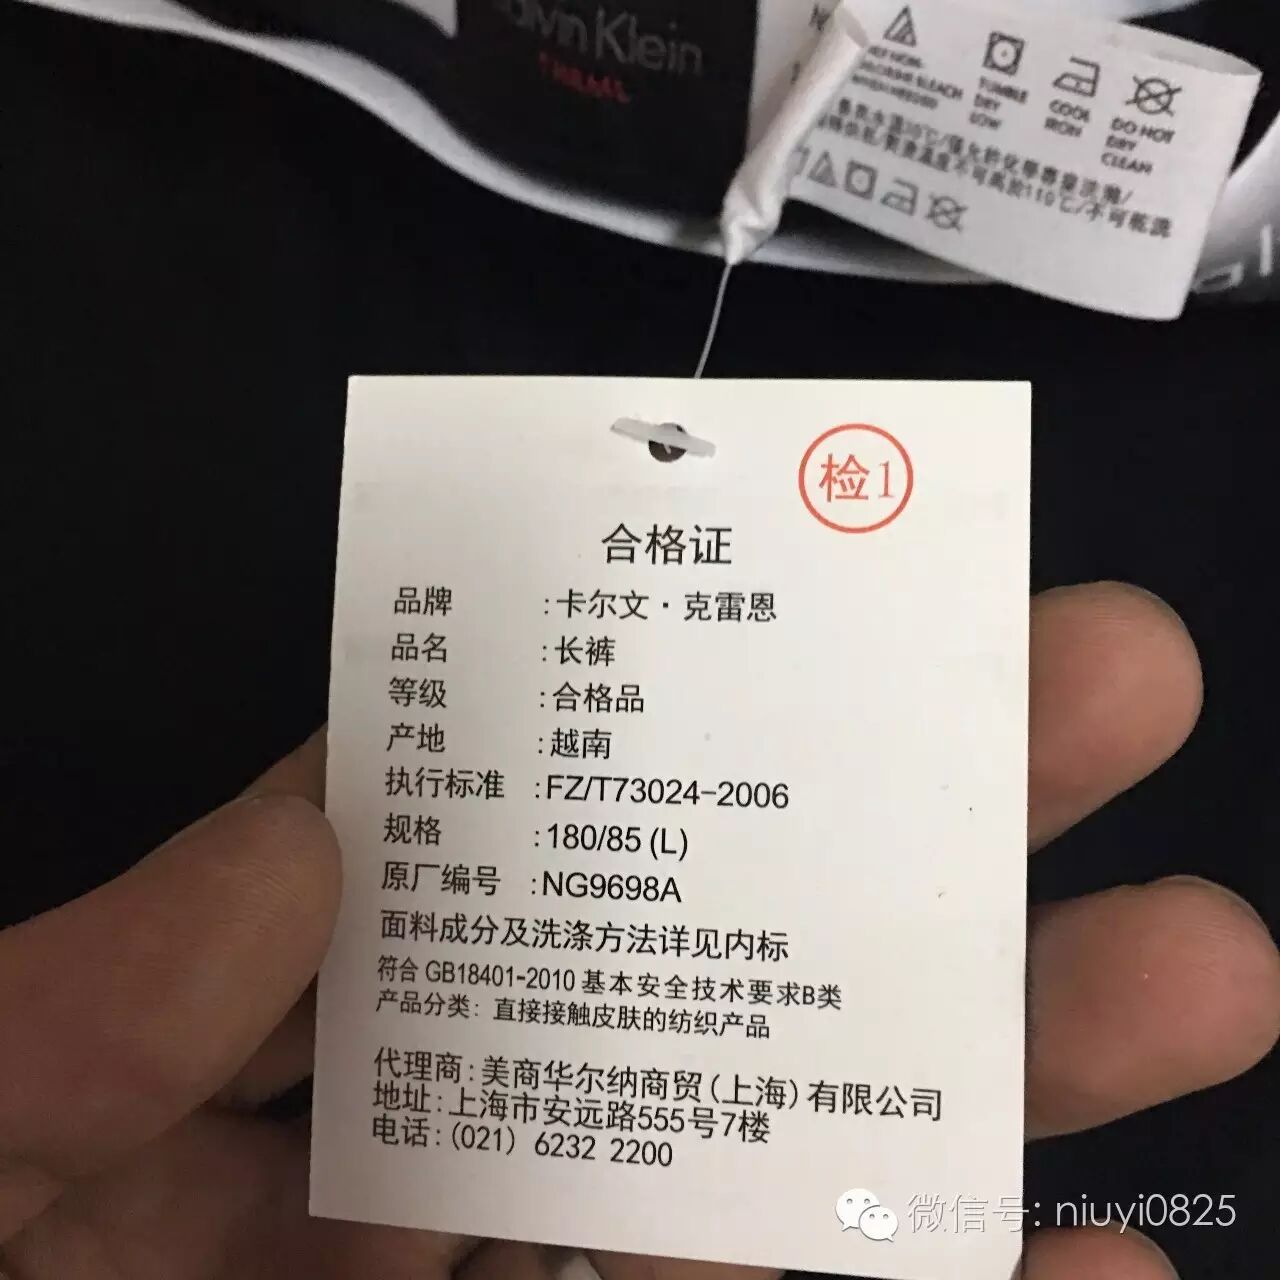 Calvin Klein
CHLORINE BLEACH
WHEN NEEDED
TUMBLE
DRY
LOW
COOL
IRON
DO NOT
DRY
CLEAN
检1
合格证
品牌 :卡尔文·克雷恩
品名 :长裤
等级 :合格品
产地 :越南
执行标准 :FZ/T73024-2006
规格 :180/85 (L)
原厂编号 :NG9698A
面料成分及洗涤方法详见内标
符合 GB18401-2010 基本安全技术要求B类
产品分类: 直接接触皮肤的纺织产品
代理商:美商华尔纳商贸(上海)有限公司
地址:上海市安远路555号7楼
电话:(021) 6232 2200
微信号: niuyi0825